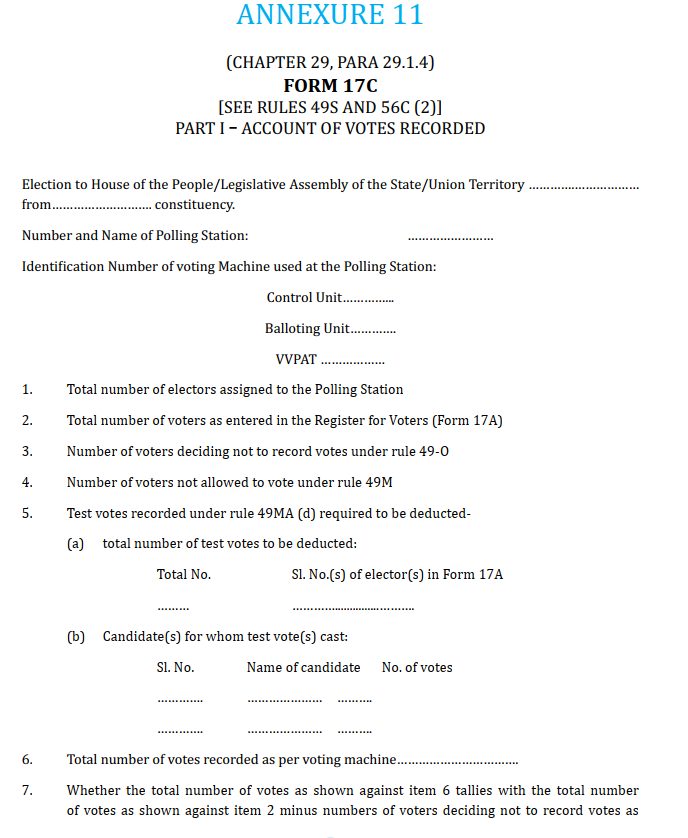 ANNEXURE 11
(CHAPTER 29, PARA 29.1.4)
FORM 17C
[SEE RULES 49S AND 56C (2)]
PART I – ACCOUNT OF VOTES RECORDED
Election to House of the People/Legislative Assembly of the State/Union Territory ................................
from............................ constituency.
Number and Name of Polling Station: ........................
Identification Number of voting Machine used at the Polling Station:
Control Unit...............
Balloting Unit.............
VVPAT ..................
1. Total number of electors assigned to the Polling Station
2. Total number of voters as entered in the Register for Voters (Form 17A)
3. Number of voters deciding not to record votes under rule 49-O
4. Number of voters not allowed to vote under rule 49M
5. Test votes recorded under rule 49MA (d) required to be deducted-
(a) total number of test votes to be deducted:
Total No. Sl. No.(s) of elector(s) in Form 17A
......... ..................................
(b) Candidate(s) for whom test vote(s) cast:
Sl. No. Name of candidate No. of votes
............. ..................... ..........
............. ..................... ..........
6. Total number of votes recorded as per voting machine..................................
7. Whether the total number of votes as shown against item 6 tallies with the total number
of votes as shown against item 2 minus numbers of voters deciding not to record votes as